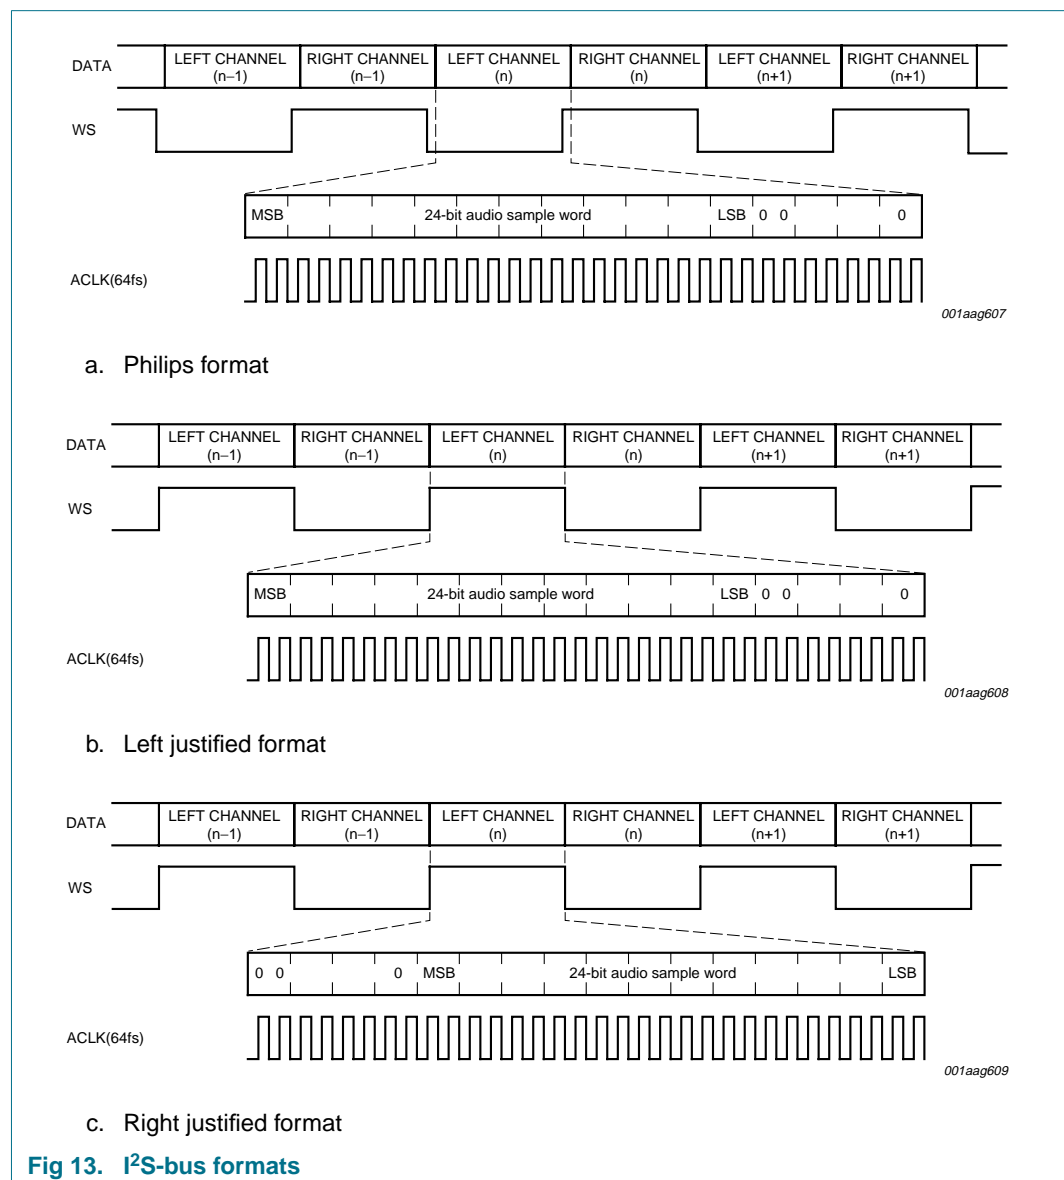 DATA LEFT CHANNEL (n−1) RIGHT CHANNEL (n−1) LEFT CHANNEL (n) RIGHT CHANNEL (n) LEFT CHANNEL (n+1) RIGHT CHANNEL (n+1)
WS
MSB 24-bit audio sample word LSB 0 0 0
ACLK(64fs)
001aag607
a. Philips format
DATA LEFT CHANNEL (n−1) RIGHT CHANNEL (n−1) LEFT CHANNEL (n) RIGHT CHANNEL (n) LEFT CHANNEL (n+1) RIGHT CHANNEL (n+1)
WS
MSB 24-bit audio sample word LSB 0 0 0
ACLK(64fs)
001aag608
b. Left justified format
DATA LEFT CHANNEL (n−1) RIGHT CHANNEL (n−1) LEFT CHANNEL (n) RIGHT CHANNEL (n) LEFT CHANNEL (n+1) RIGHT CHANNEL (n+1)
WS
0 0 0 MSB 24-bit audio sample word LSB
ACLK(64fs)
001aag609
c. Right justified format
Fig 13. I²S-bus formats